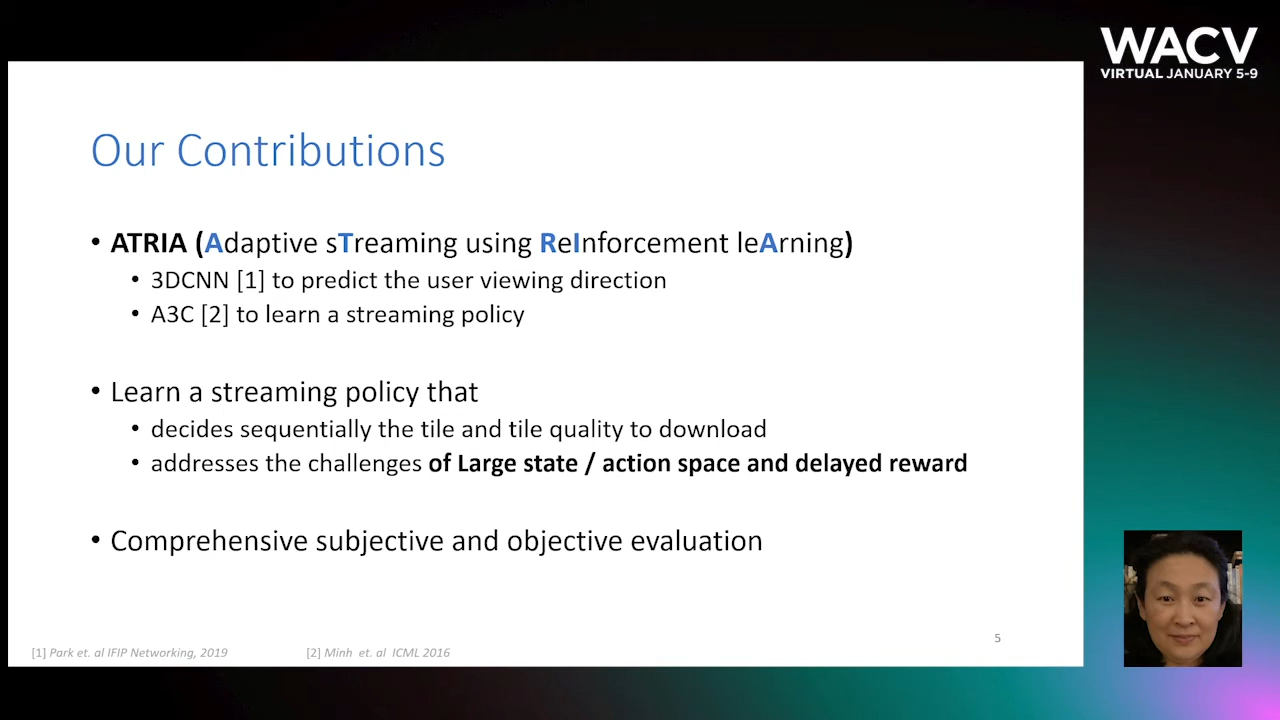 WACV
VIRTUAL JANUARY 5-9
Our Contributions
• ATRIA (Adaptive sTreaming using ReInforcement leArning)
• 3DCNN [1] to predict the user viewing direction
• A3C [2] to learn a streaming policy
• Learn a streaming policy that
• decides sequentially the tile and tile quality to download
• addresses the challenges of Large state / action space and delayed reward
• Comprehensive subjective and objective evaluation
5
[1] Park et. al IFIP Networking, 2019
[2] Minh et. al ICML 2016